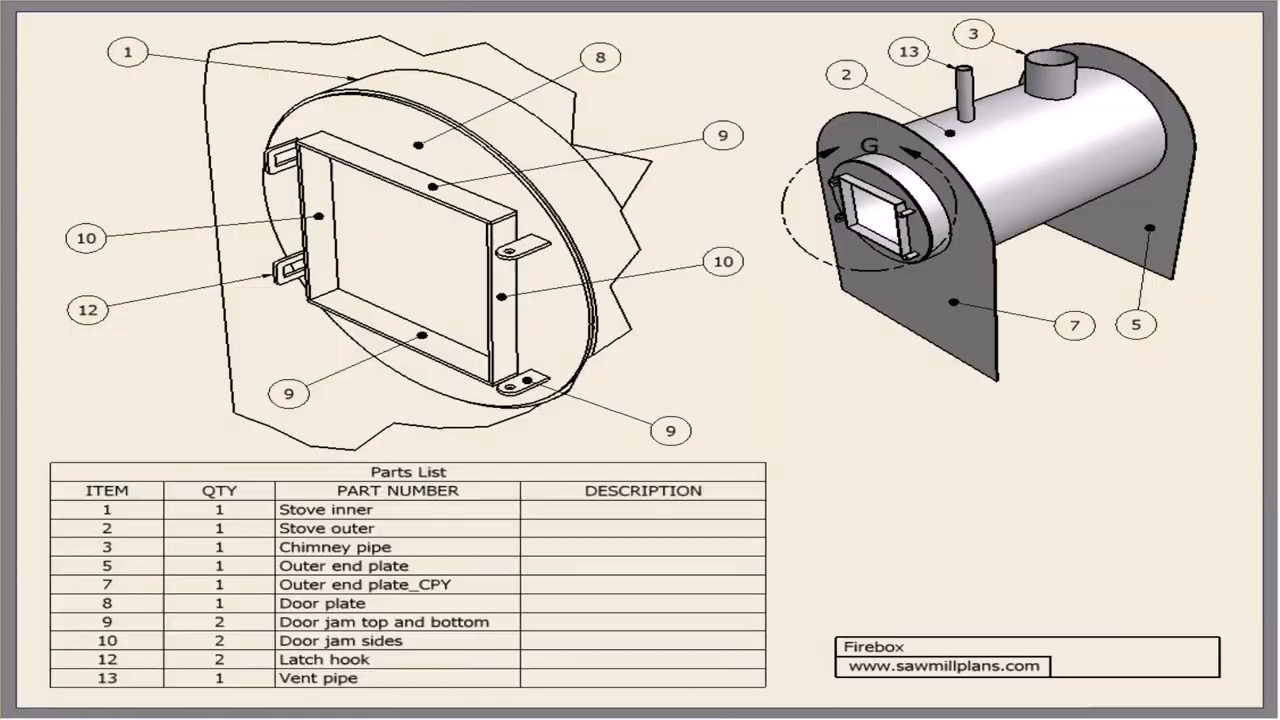 1
8
9
10
10
12
9
9
13
3
2
G
7
5
Parts List
ITEM QTY PART NUMBER DESCRIPTION
1 1 Stove inner
2 1 Stove outer
3 1 Chimney pipe
5 1 Outer end plate
7 1 Outer end plate_CPY
8 1 Door plate
9 2 Door jam top and bottom
10 2 Door jam sides
12 2 Latch hook
13 1 Vent pipe
Firebox
www.sawmillplans.com